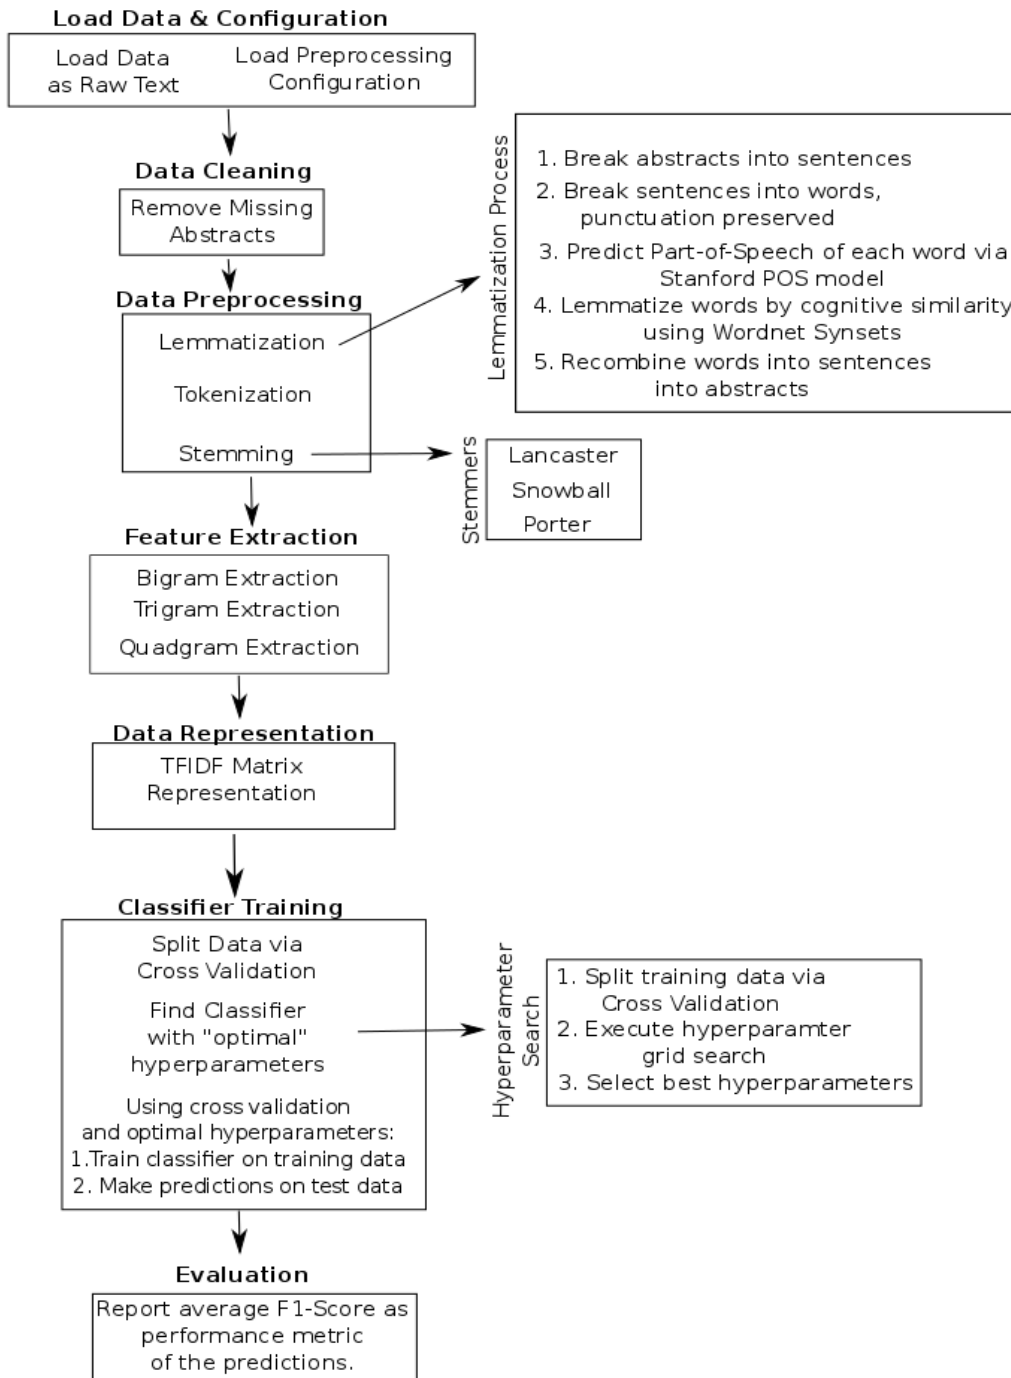 Load Data & Configuration
Load Data
as Raw Text
Load Preprocessing
Configuration
Data Cleaning
Remove Missing
Abstracts
Data Preprocessing
Lemmatization
Tokenization
Stemming
Lemmatization Process
1. Break abstracts into sentences
2. Break sentences into words,
punctuation preserved
3. Predict Part-of-Speech of each word via
Stanford POS model
4. Lemmatize words by cognitive similarity
using Wordnet Synsets
5. Recombine words into sentences
into abstracts
Stemmers
Lancaster
Snowball
Porter
Feature Extraction
Bigram Extraction
Trigram Extraction
Quadgram Extraction
Data Representation
TFIDF Matrix
Representation
Classifier Training
Split Data via
Cross Validation
Find Classifier
with "optimal"
hyperparameters
Using cross validation
and optimal hyperparameters:
1.Train classifier on training data
2. Make predictions on test data
Hyperparameter
Search
1. Split training data via
Cross Validation
2. Execute hyperparamter
grid search
3. Select best hyperparameters
Evaluation
Report average F1-Score as
performance metric
of the predictions.